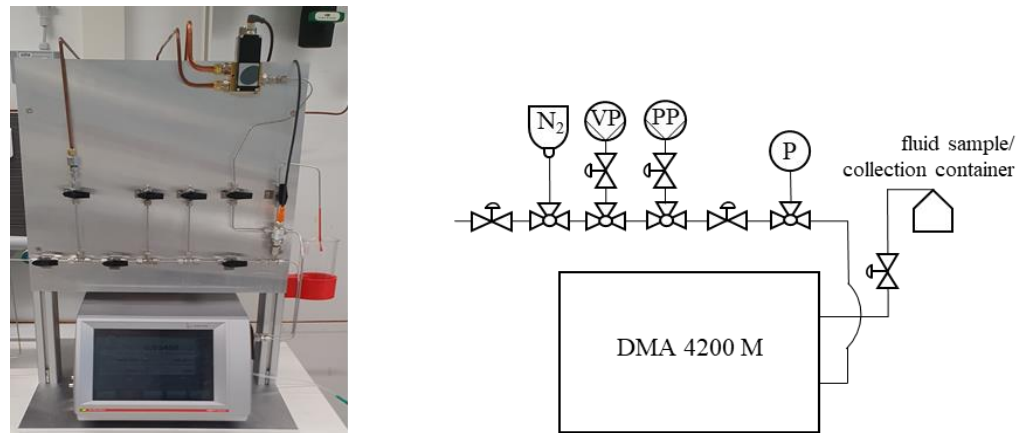 N₂
VP
PP
P
fluid sample/
collection container
DMA 4200 M